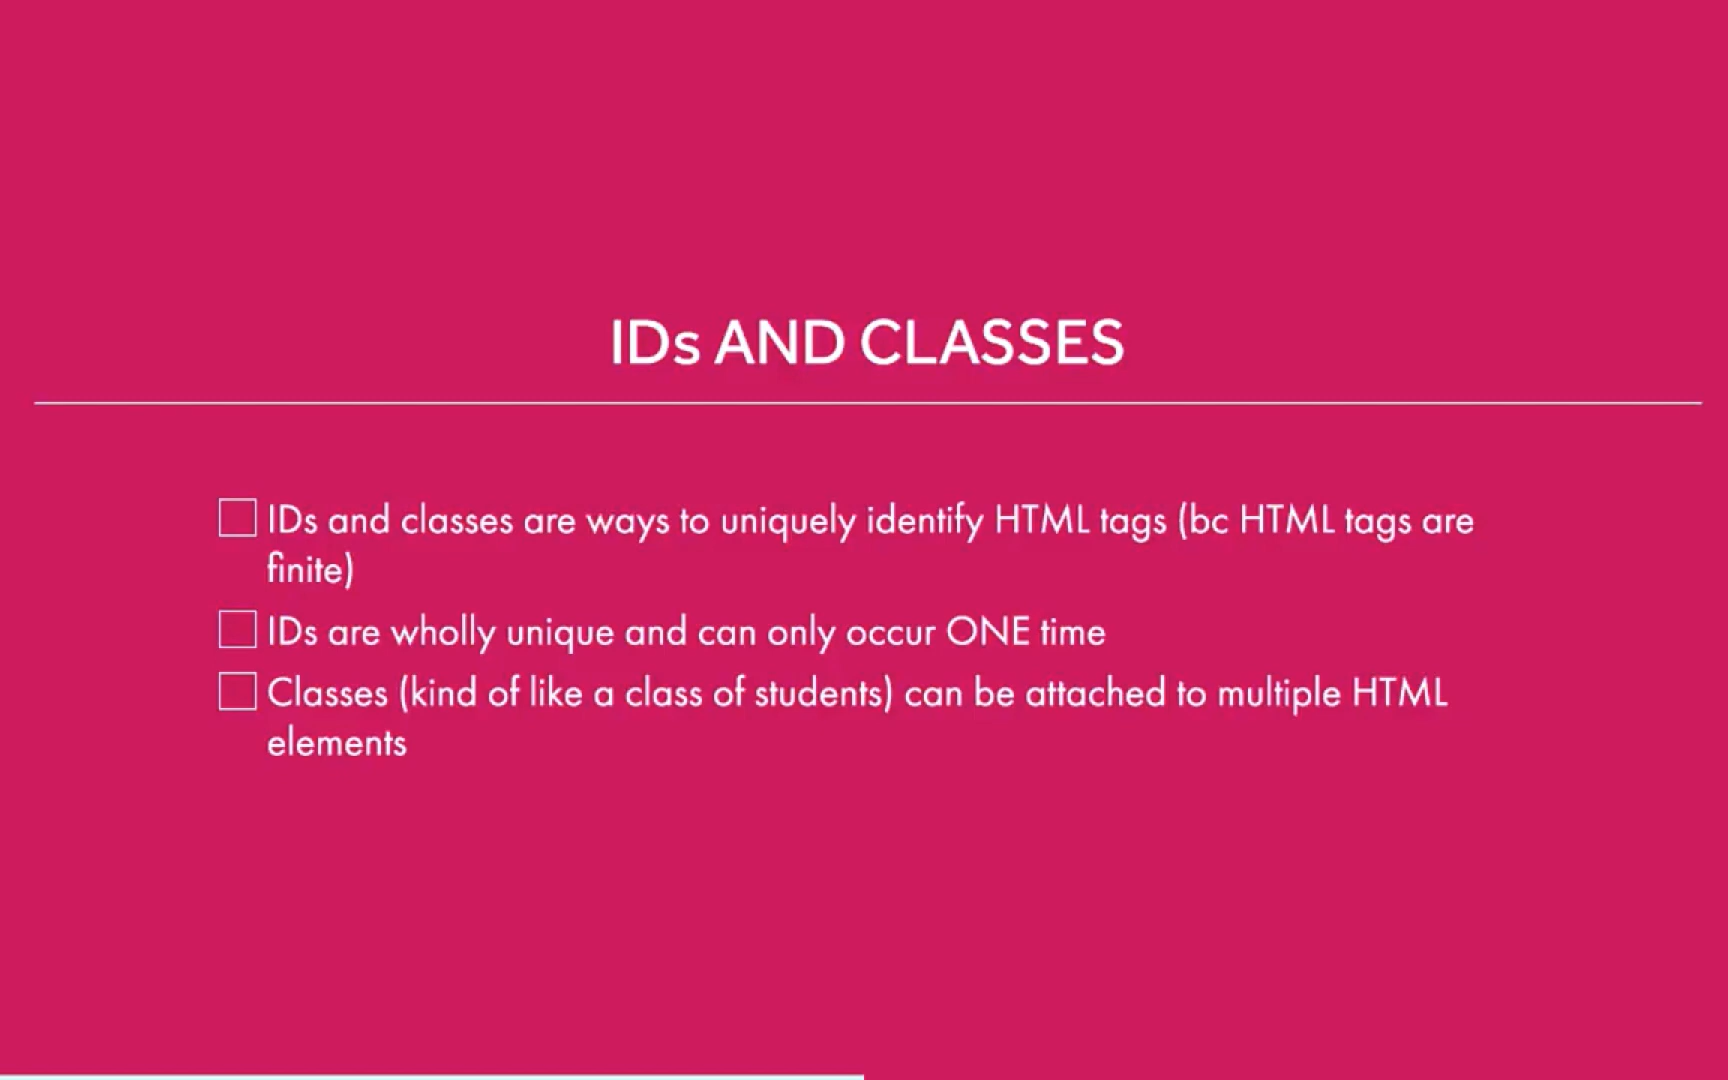 IDs AND CLASSES
IDs and classes are ways to uniquely identify HTML tags (bc HTML tags are
finite)
IDs are wholly unique and can only occur ONE time
Classes (kind of like a class of students) can be attached to multiple HTML
elements